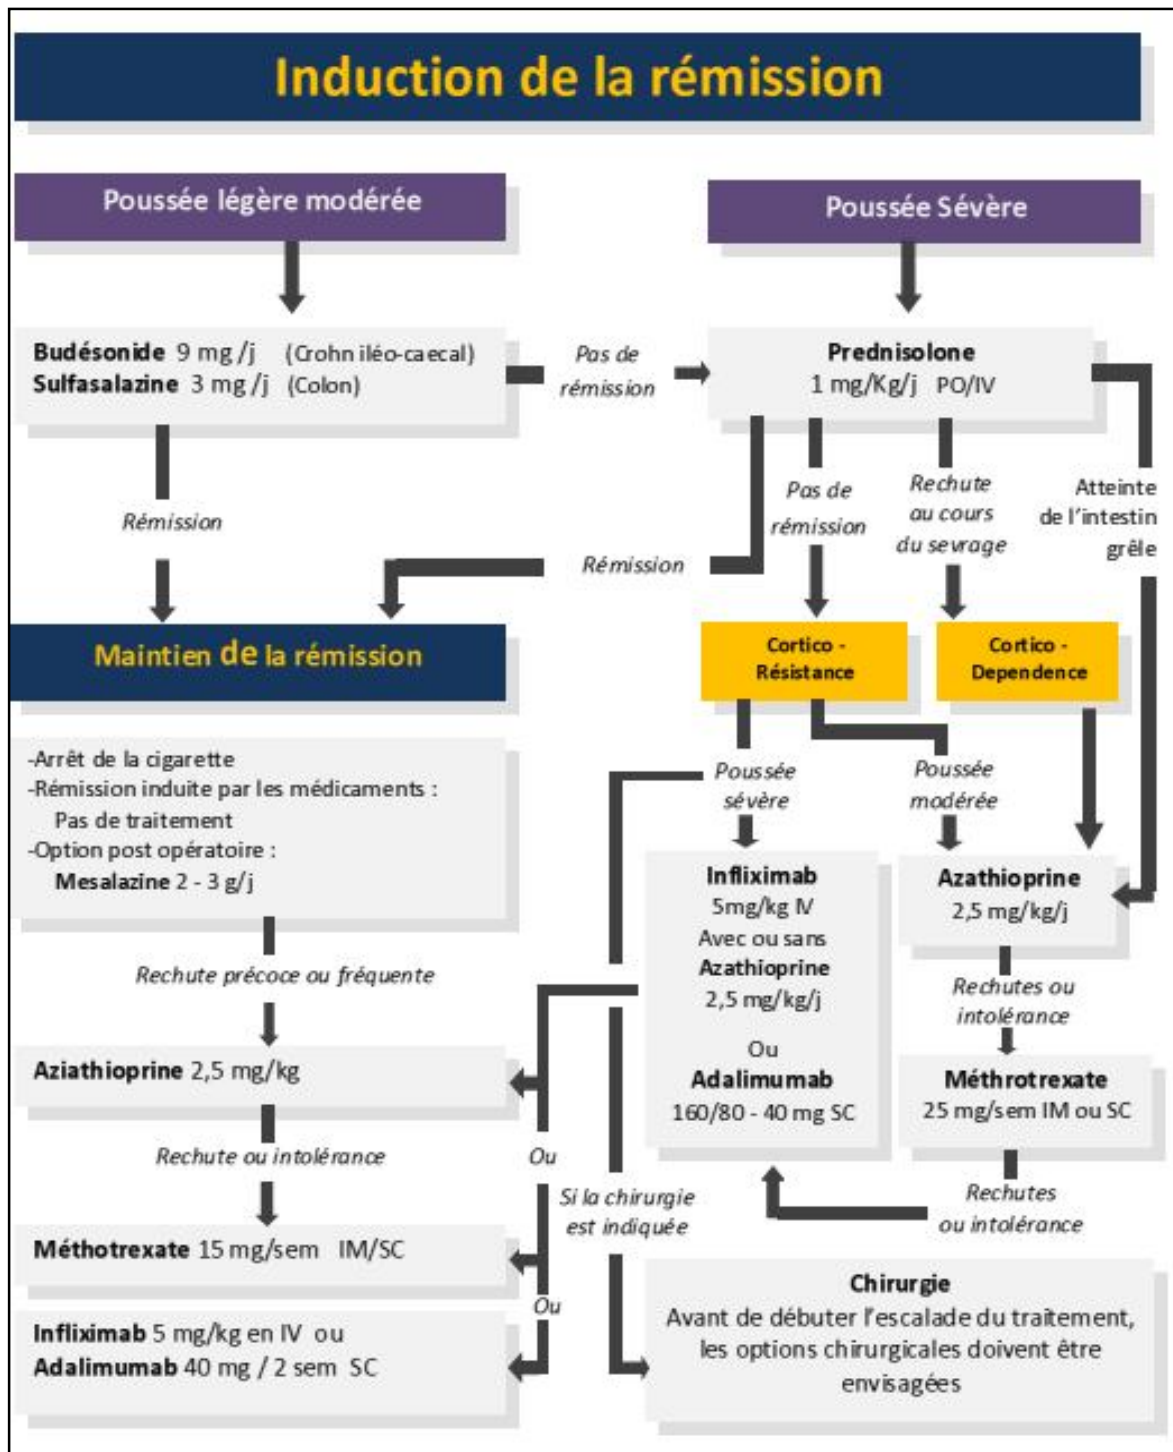 Induction de la rémission
Poussée légère modérée
Poussée Sévère
Budésonide 9 mg /j (Crohn iléo-caecal)
Sulfasalazine 3 mg /j (Colon)
Pas de
rémission
Prednisolone
1 mg/Kg/j PO/IV
Rémission
Rémission
Pas de
rémission
Rechute
au cours
du sevrage
Atteinte
de l'intestin
grêle
Maintien de la rémission
Cortico -
Résistance
Cortico -
Dependence
-Arrêt de la cigarette
-Rémission induite par les médicaments :
Pas de traitement
-Option post opératoire :
Mesalazine 2 - 3 g/j
Poussée
sévère
Poussée
modérée
Infliximab
5mg/kg IV
Avec ou sans
Azathioprine
2,5 mg/kg/j
Ou
Adalimumab
160/80 - 40 mg SC
Azathioprine
2,5 mg/kg/j
Rechutes ou
intolérance
Méthrotrexate
25 mg/sem IM ou SC
Rechutes
ou intolérance
Rechute précoce ou fréquente
Aziathioprine 2,5 mg/kg
Rechute ou intolérance
Ou
Si la chirurgie
est indiquée
Méthotrexate 15 mg/sem IM/SC
Ou
Infliximab 5 mg/kg en IV ou
Adalimumab 40 mg / 2 sem SC
Chirurgie
Avant de débuter l'escalade du traitement,
les options chirurgicales doivent être
envisagées